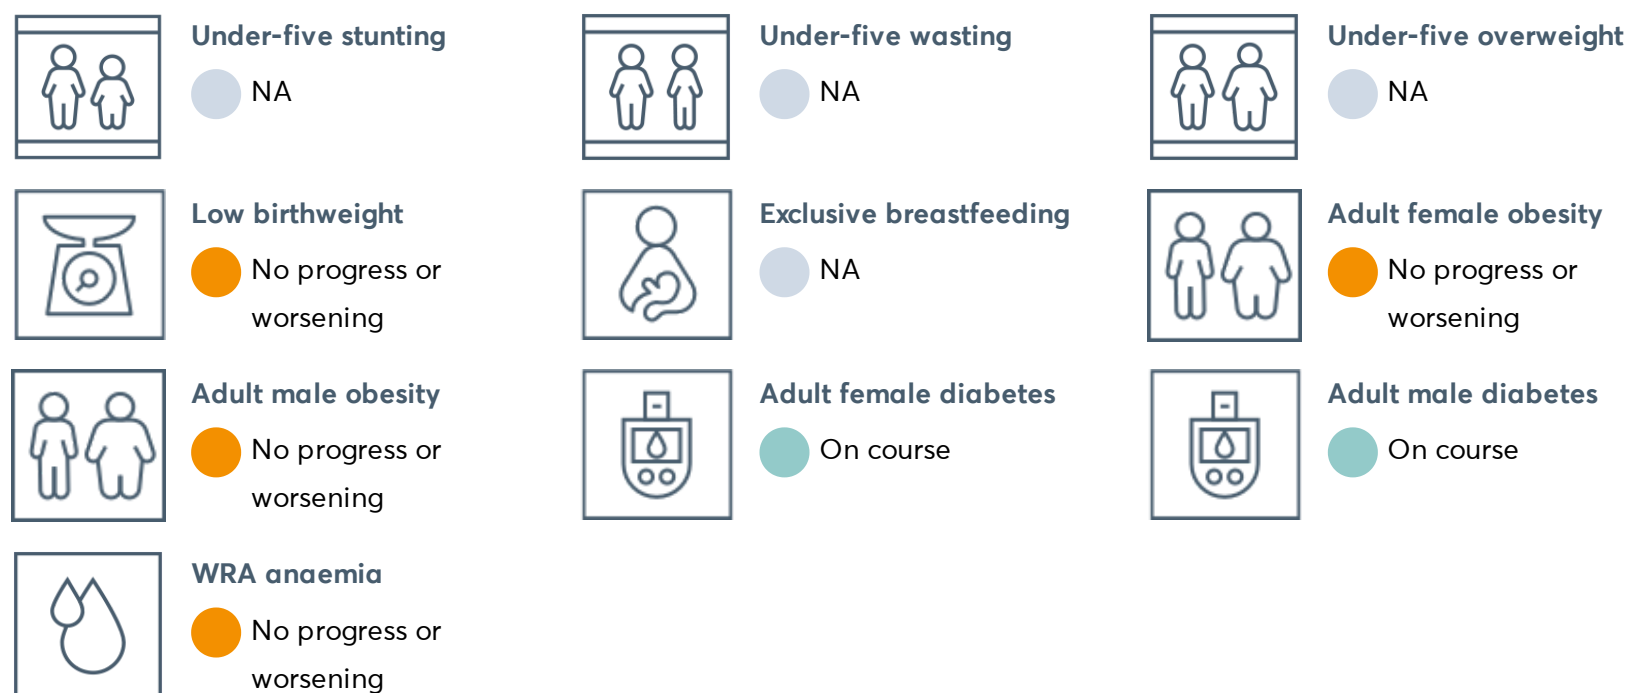 Under-five stunting
NA
Under-five wasting
NA
Under-five overweight
NA
Low birthweight
No progress or
worsening
Exclusive breastfeeding
NA
Adult female obesity
No progress or
worsening
Adult male obesity
No progress or
worsening
Adult female diabetes
On course
Adult male diabetes
On course
WRA anaemia
No progress or
worsening